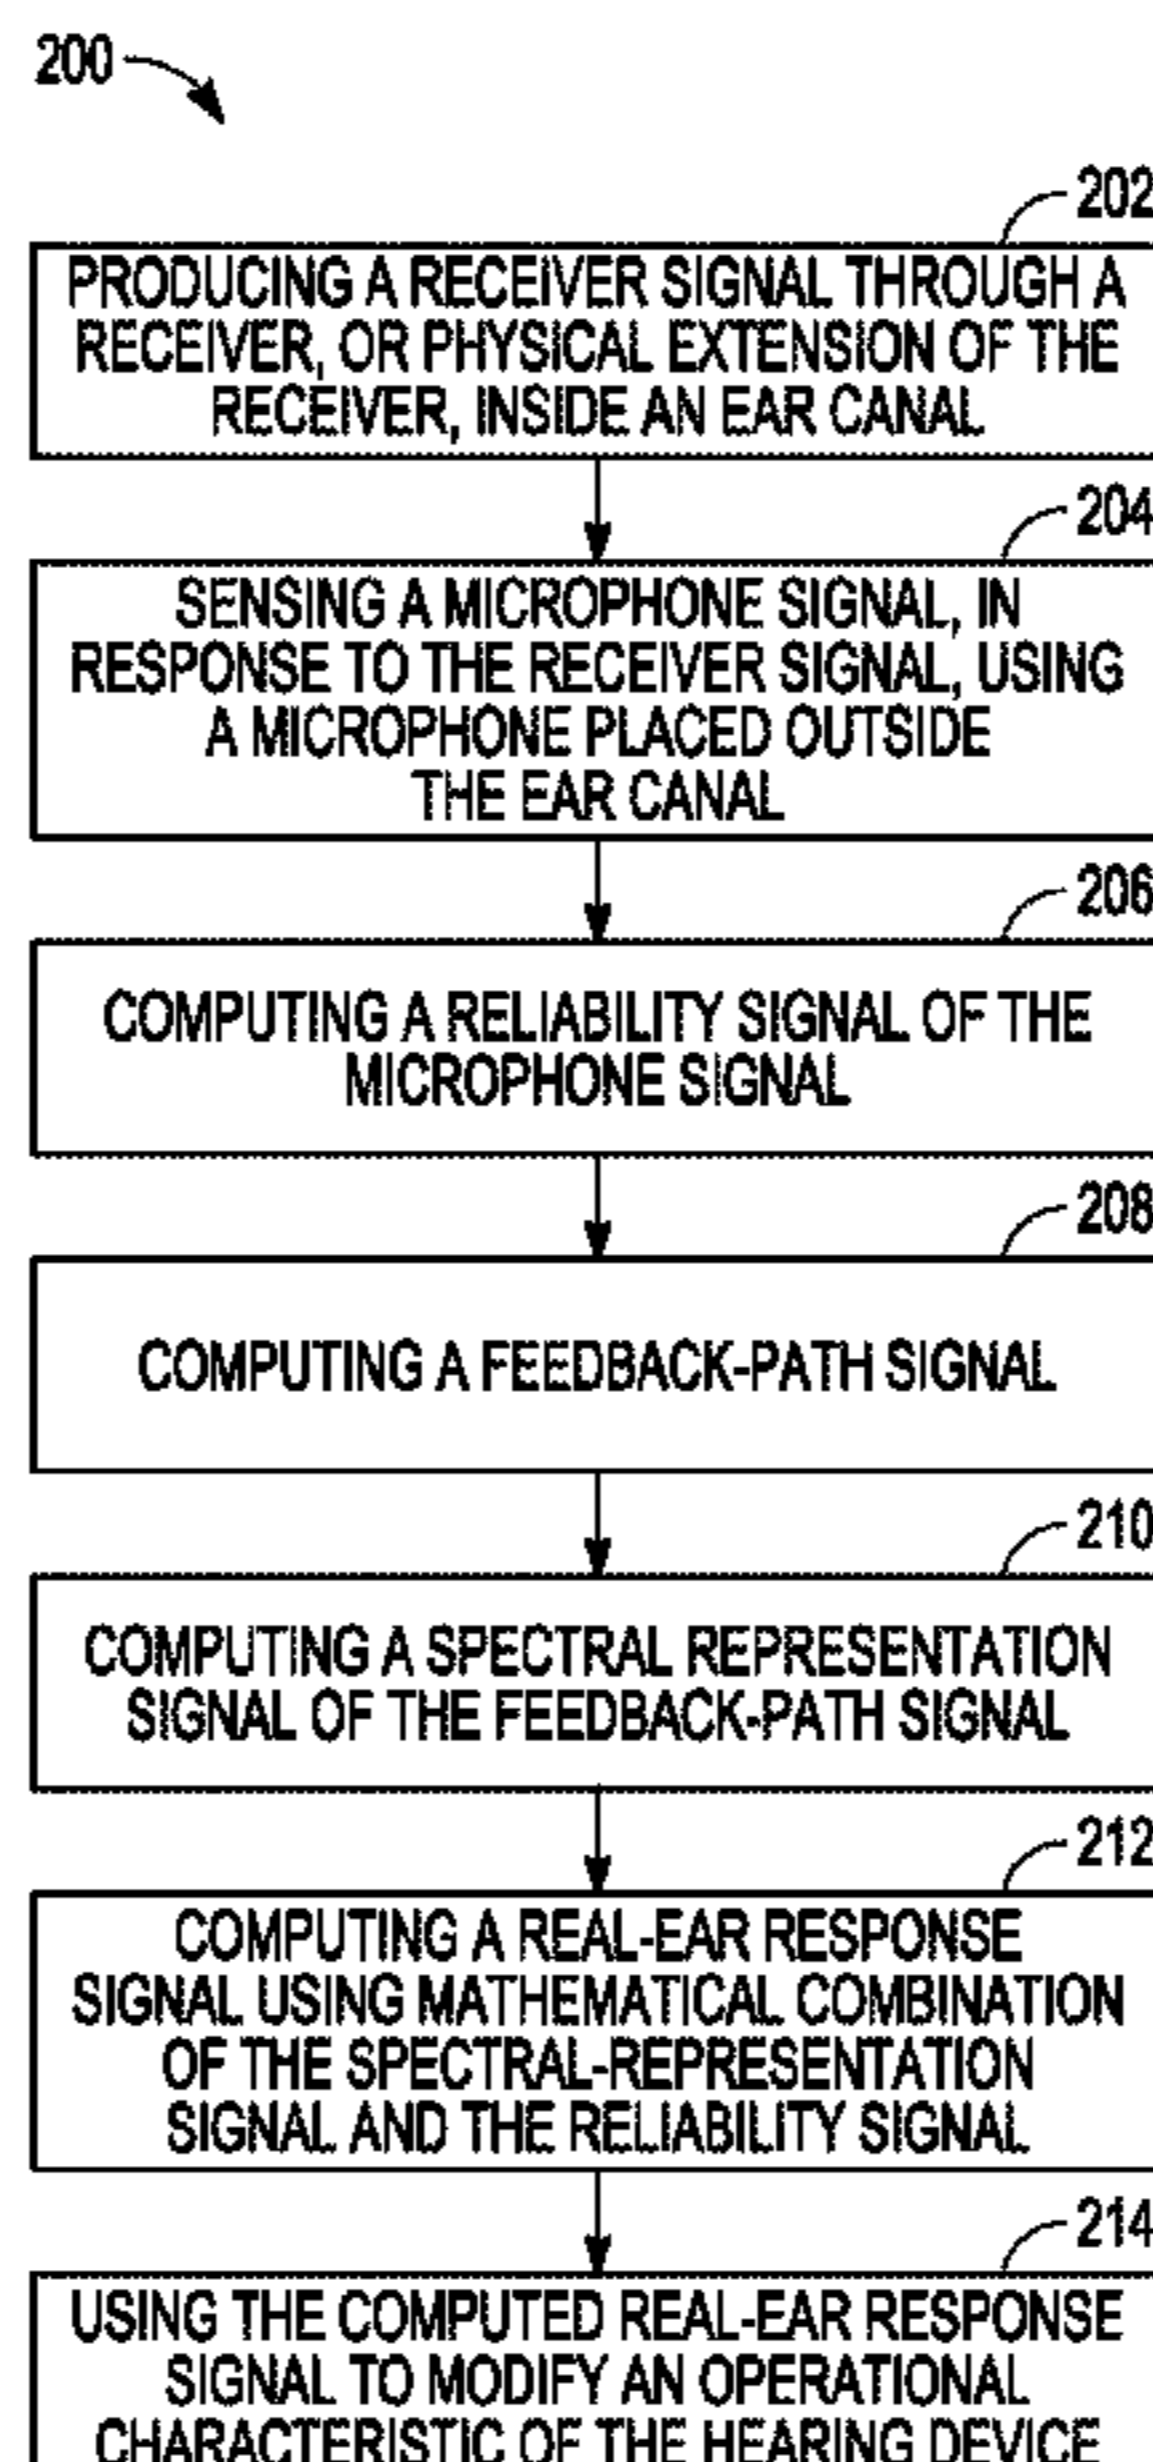 200
202
PRODUCING A RECEIVER SIGNAL THROUGH A
RECEIVER, OR PHYSICAL EXTENSION OF THE
RECEIVER, INSIDE AN EAR CANAL
204
SENSING A MICROPHONE SIGNAL, IN
RESPONSE TO THE RECEIVER SIGNAL, USING
A MICROPHONE PLACED OUTSIDE
THE EAR CANAL
206
COMPUTING A RELIABILITY SIGNAL OF THE
MICROPHONE SIGNAL
208
COMPUTING A FEEDBACK-PATH SIGNAL
210
COMPUTING A SPECTRAL REPRESENTATION
SIGNAL OF THE FEEDBACK-PATH SIGNAL
212
COMPUTING A REAL-EAR RESPONSE
SIGNAL USING MATHEMATICAL COMBINATION
OF THE SPECTRAL-REPRESENTATION
SIGNAL AND THE RELIABILITY SIGNAL
214
USING THE COMPUTED REAL-EAR RESPONSE
SIGNAL TO MODIFY AN OPERATIONAL
CHARACTERISTIC OF THE HEARING DEVICE